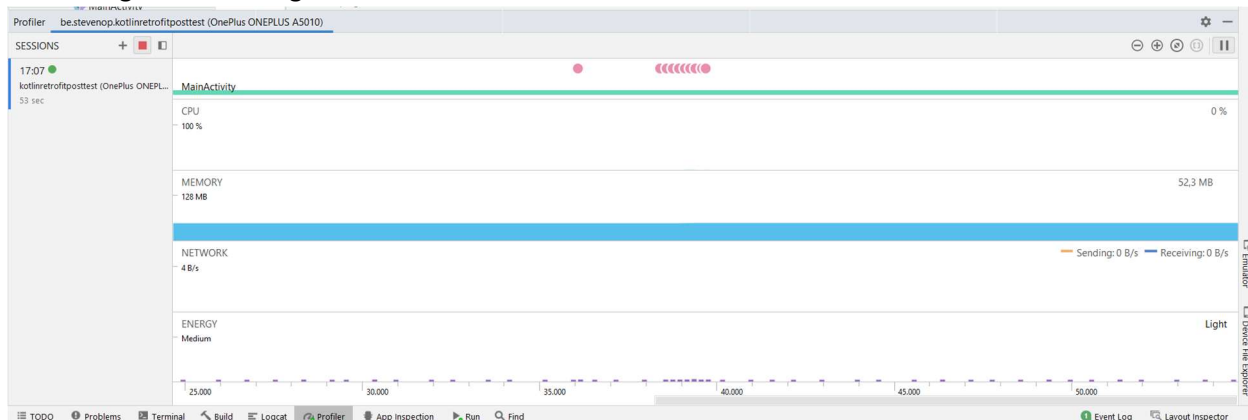 MainActivity
Profiler be.stevenop.kotlinretrofitposttest (OnePlus ONEPLUS A5010)
SESSIONS
17:07
kotlinretrofitposttest (OnePlus ONEPL...
53 sec
MainActivity
CPU
100 %
0 %
MEMORY
128 MB
52,3 MB
NETWORK
4 B/s
Sending: 0 B/s Receiving: 0 B/s
ENERGY
Medium
Light
25.000 30.000 35.000 40.000 45.000 50.000
Emulator
Device File Explorer
TODO Problems Terminal Build Logcat Profiler App Inspection Run Find
1 Event Log Layout Inspector